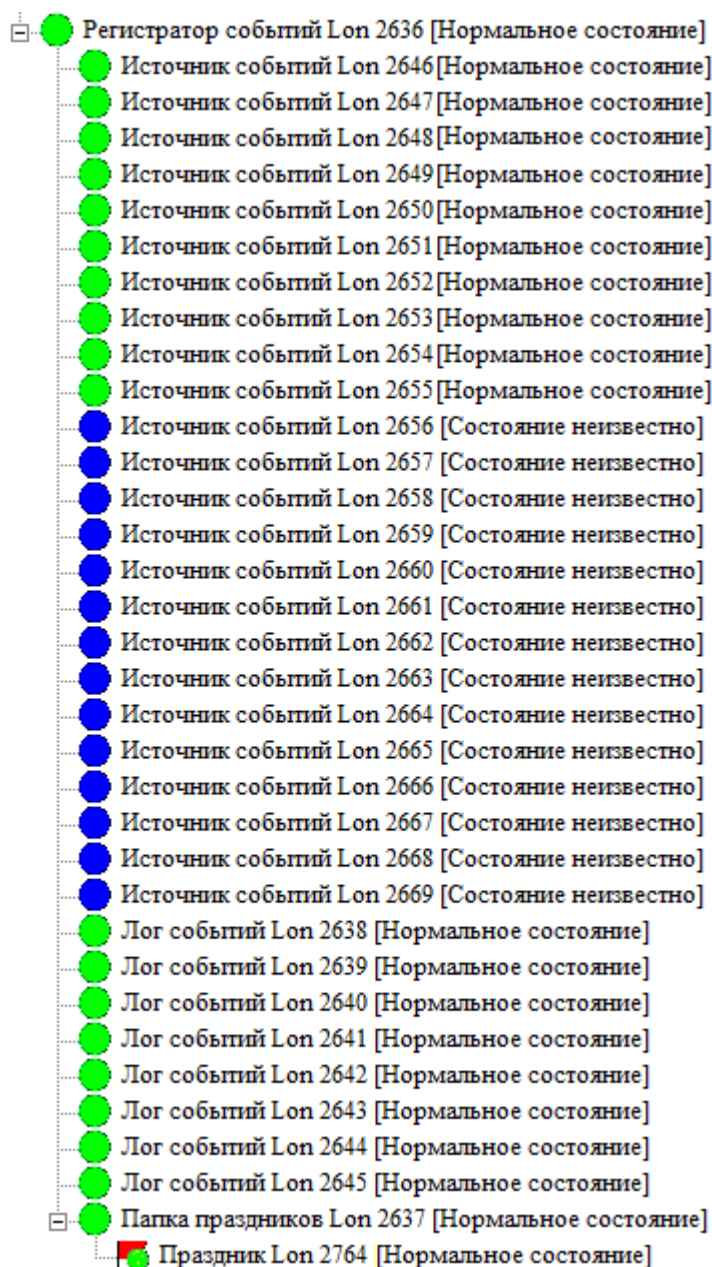 Регистратор событий Lon 2636 [Нормальное состояние]
Источник событий Lon 2646[Нормальное состояние]
Источник событий Lon 2647[Нормальное состояние]
Источник событий Lon 2648[Нормальное состояние]
Источник событий Lon 2649[Нормальное состояние]
Источник событий Lon 2650[Нормальное состояние]
Источник событий Lon 2651[Нормальное состояние]
Источник событий Lon 2652[Нормальное состояние]
Источник событий Lon 2653[Нормальное состояние]
Источник событий Lon 2654[Нормальное состояние]
Источник событий Lon 2655[Нормальное состояние]
Источник событий Lon 2656 [Состояние неизвестно]
Источник событий Lon 2657 [Состояние неизвестно]
Источник событий Lon 2658 [Состояние неизвестно]
Источник событий Lon 2659 [Состояние неизвестно]
Источник событий Lon 2660 [Состояние неизвестно]
Источник событий Lon 2661 [Состояние неизвестно]
Источник событий Lon 2662 [Состояние неизвестно]
Источник событий Lon 2663 [Состояние неизвестно]
Источник событий Lon 2664 [Состояние неизвестно]
Источник событий Lon 2665 [Состояние неизвестно]
Источник событий Lon 2666 [Состояние неизвестно]
Источник событий Lon 2667 [Состояние неизвестно]
Источник событий Lon 2668 [Состояние неизвестно]
Источник событий Lon 2669 [Состояние неизвестно]
Лог событий Lon 2638 [Нормальное состояние]
Лог событий Lon 2639 [Нормальное состояние]
Лог событий Lon 2640 [Нормальное состояние]
Лог событий Lon 2641 [Нормальное состояние]
Лог событий Lon 2642 [Нормальное состояние]
Лог событий Lon 2643 [Нормальное состояние]
Лог событий Lon 2644 [Нормальное состояние]
Лог событий Lon 2645 [Нормальное состояние]
Папка праздников Lon 2637 [Нормальное состояние]
Праздник Lon 2764 [Нормальное состояние]